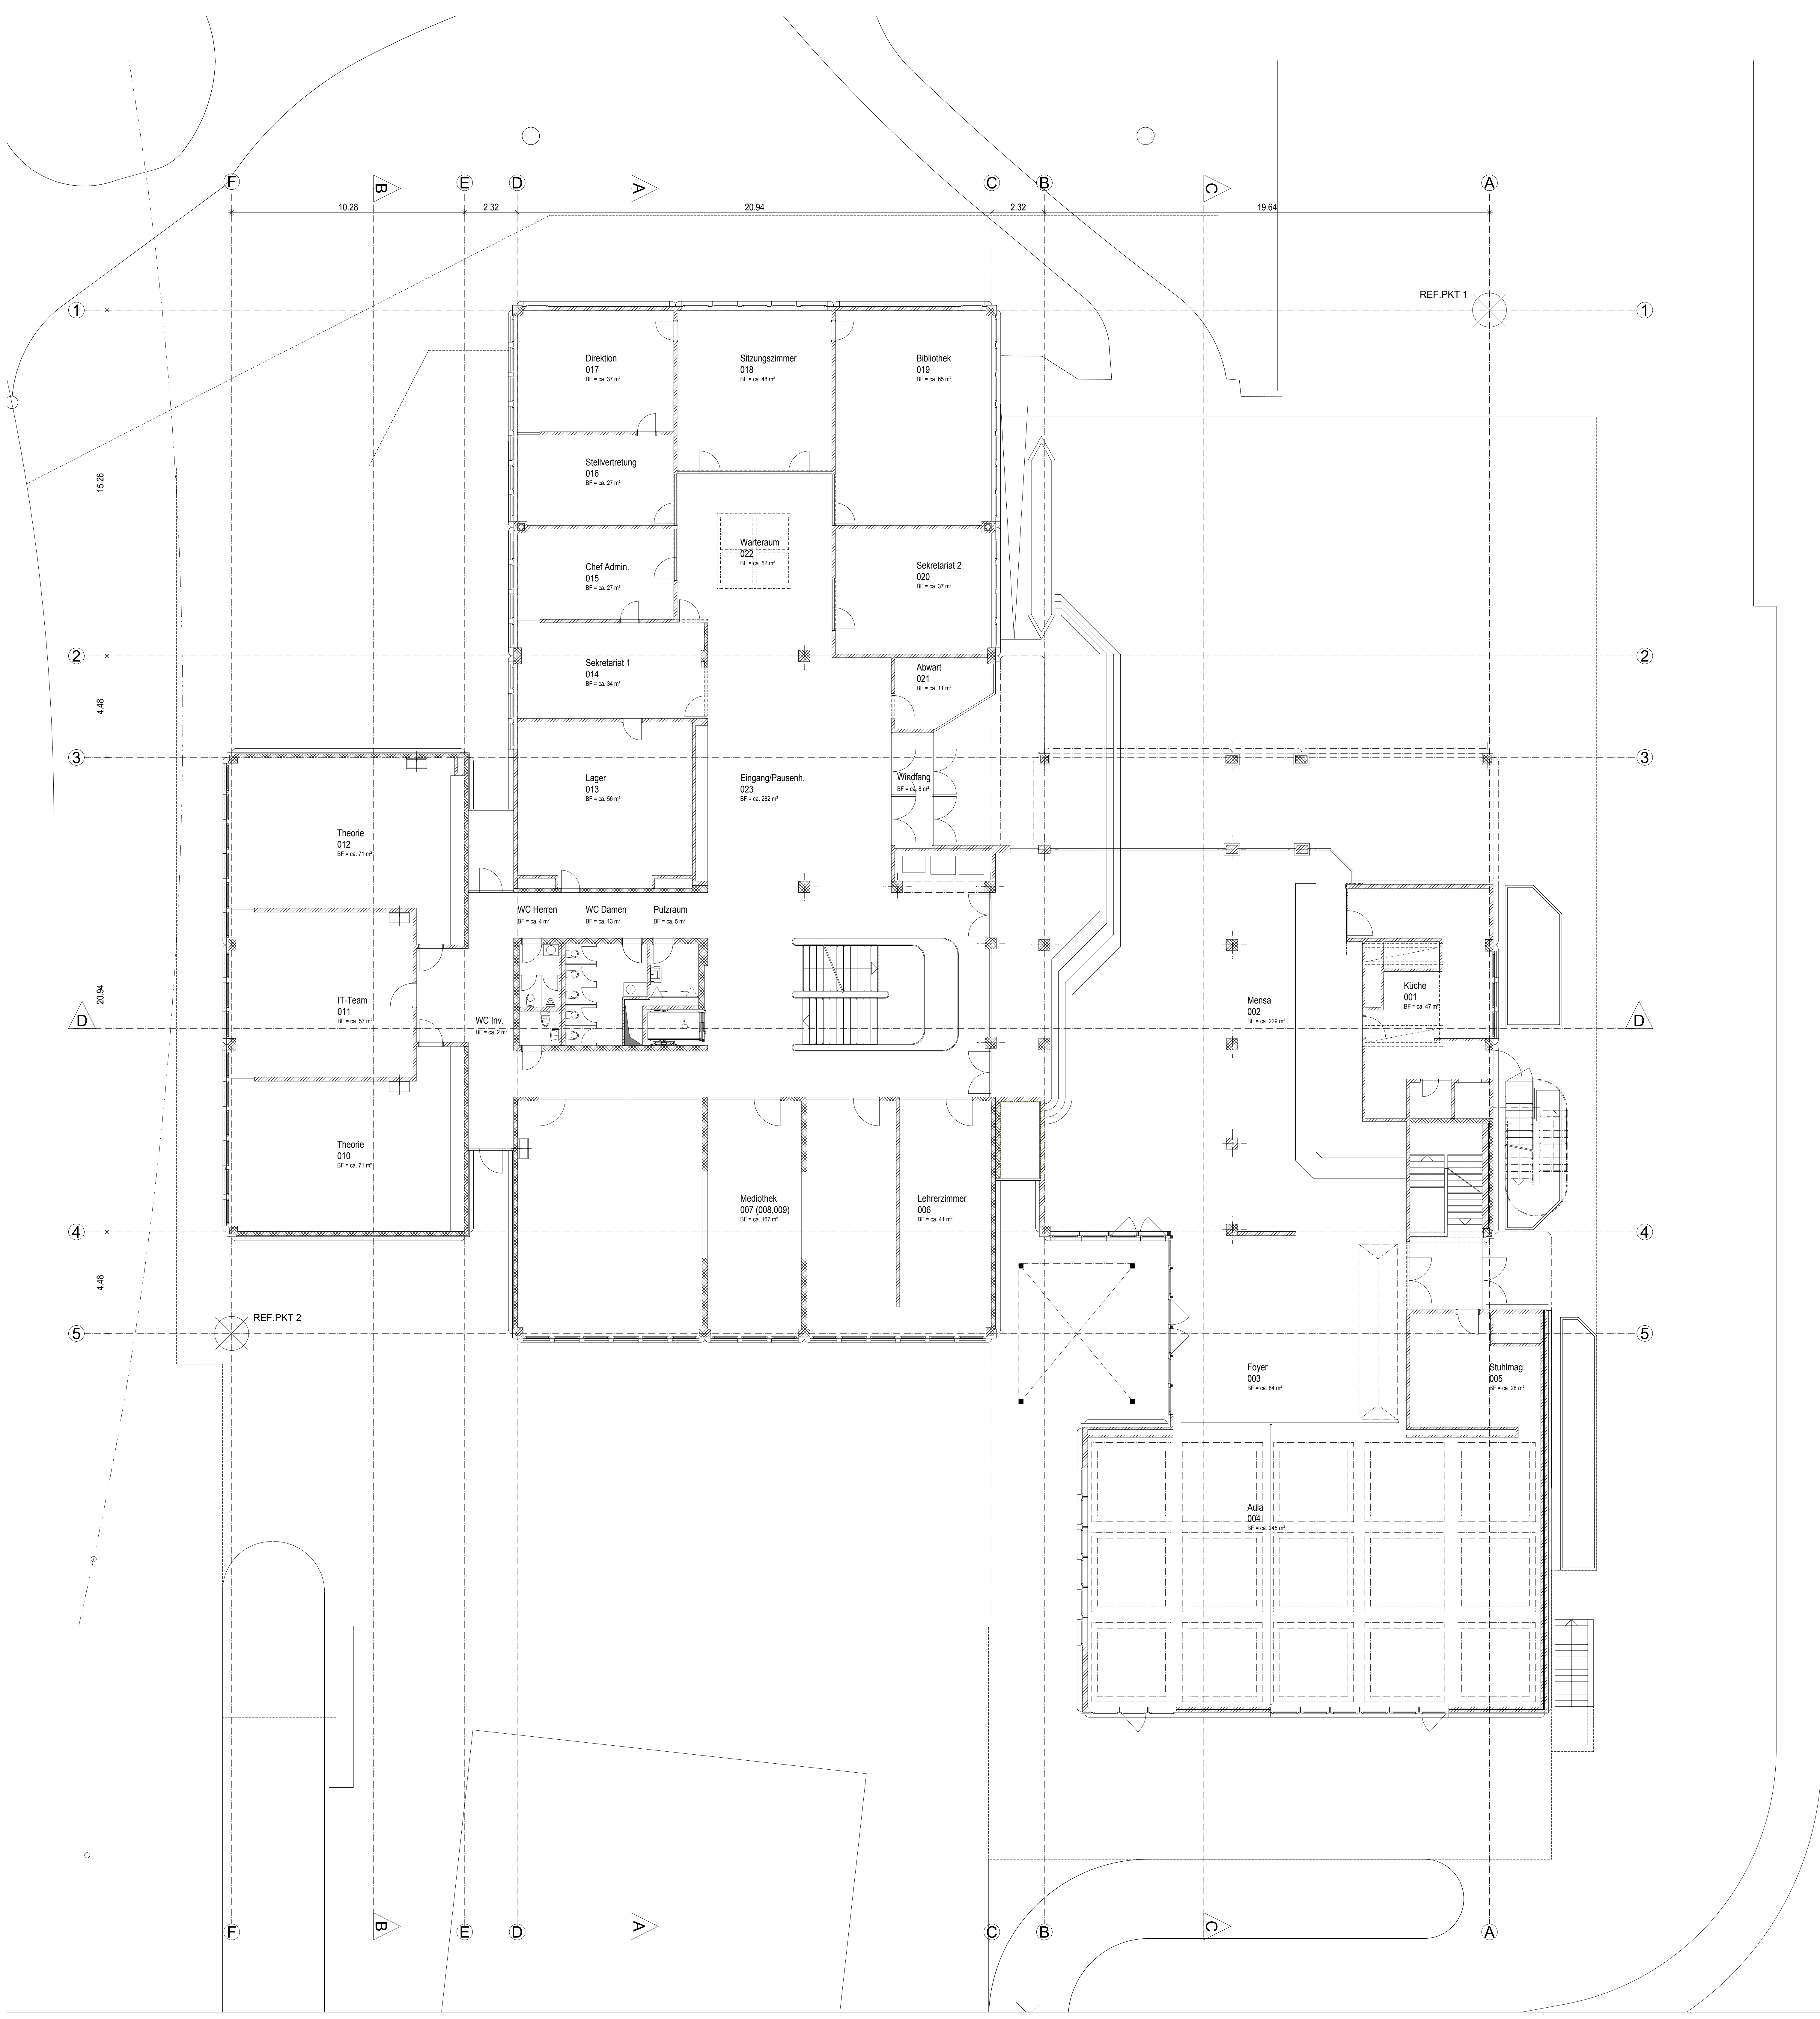 F
B
E
D
A
C
B
C
A
10.28
2.32
20.94
2.32
19.64
REF.PKT 1
1
1
Direktion
017
BF = ca. 37 m²
Sitzungszimmer
018
BF = ca. 48 m²
Bibliothek
019
BF = ca. 65 m²
15.26
Stellvertretung
016
BF = ca. 27 m²
Warteraum
022
BF = ca. 52 m²
Chef Admin.
015
BF = ca. 27 m²
Sekretariat 2
020
BF = ca. 37 m²
2
2
Sekretariat 1
014
BF = ca. 34 m²
Abwart
021
BF = ca. 11 m²
4.48
3
3
Lager
013
BF = ca. 56 m²
Eingang/Pausenh.
023
BF = ca. 282 m²
Windfang
BF = ca. 8 m²
Theorie
012
BF = ca. 71 m²
WC Herren
BF = ca. 4 m²
WC Damen
BF = ca. 13 m²
Putzraum
BF = ca. 5 m²
20.94
IT-Team
011
BF = ca. 57 m²
WC Inv.
BF = ca. 2 m²
Mensa
002
BF = ca. 229 m²
Küche
001
BF = ca. 47 m²
D
D
Theorie
010
BF = ca. 71 m²
Mediothek
007 (008,009)
BF = ca. 167 m²
Lehrerzimmer
006
BF = ca. 41 m²
4
4
4.48
REF.PKT 2
5
5
Foyer
003
BF = ca. 84 m²
Stuhlmag.
005
BF = ca. 28 m²
Aula
004
BF = ca. 245 m²
F
B
E
D
A
C
B
C
A